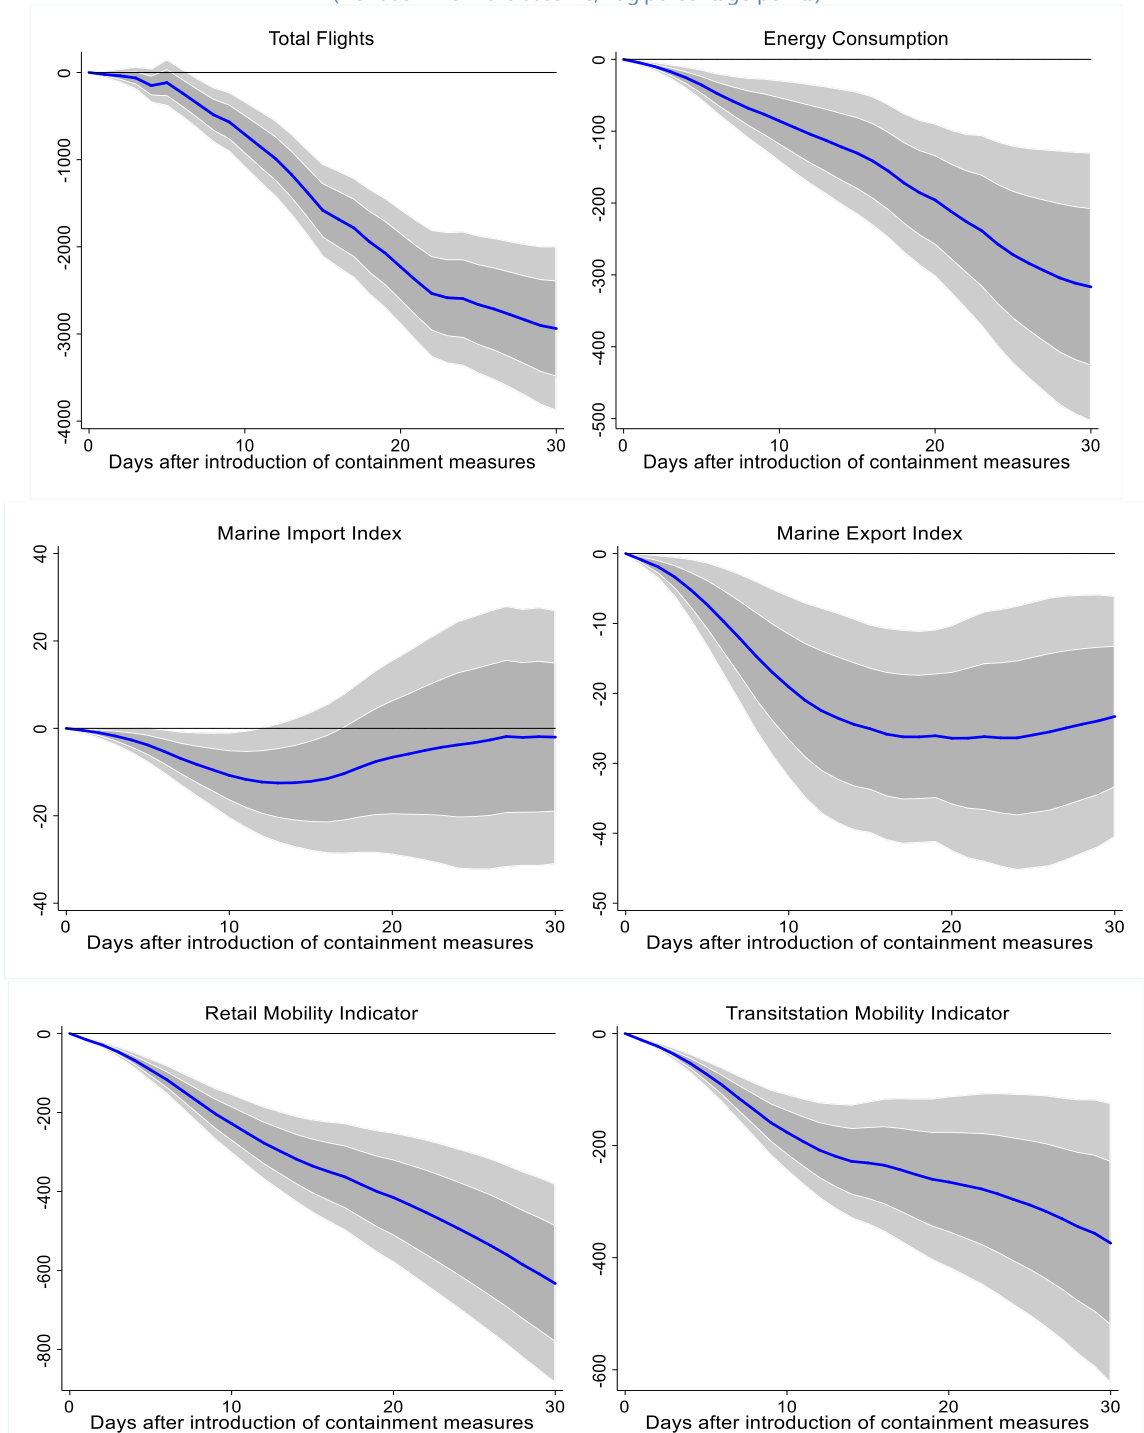 Total Flights
0
-1000
-2000
-3000
-4000
0 10 20 30
Days after introduction of containment measures
Energy Consumption
0
-100
-200
-300
-400
-500
0 10 20 30
Days after introduction of containment measures
Marine Import Index
40
20
0
-20
-40
0 10 20 30
Days after introduction of containment measures
Marine Export Index
0
-10
-20
-30
-40
-50
0 10 20 30
Days after introduction of containment measures
Retail Mobility Indicator
0
-200
-400
-600
-800
0 10 20 30
Days after introduction of containment measures
Transitstation Mobility Indicator
0
-200
-400
-600
0 10 20 30
Days after introduction of containment measures